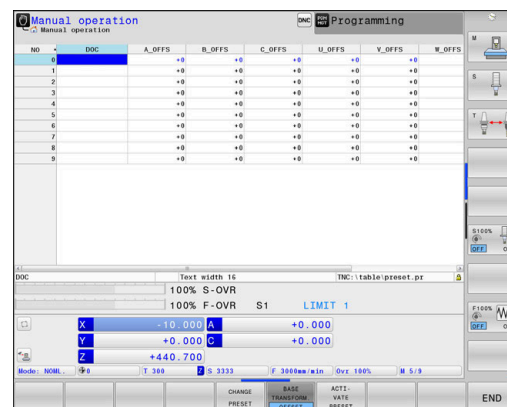 Manual operation DNC Programming
Manual operation
NO DOC A_OFFS B_OFFS C_OFFS U_OFFS V_OFFS W_OFFS
0 +0 +0 +0 +0 +0
1 +0 +0 +0 +0 +0
2 +0 +0 +0 +0 +0
3 +0 +0 +0 +0 +0
4 +0 +0 +0 +0 +0
5 +0 +0 +0 +0 +0
6 +0 +0 +0 +0 +0
7 +0 +0 +0 +0 +0
8 +0 +0 +0 +0 +0
9 +0 +0 +0 +0 +0
DOC Text width 16 TNC:\table\preset.pr
100% S-OVR
100% F-OVR S1 LIMIT 1
X -10.000 A +0.000
Y +0.000 C +0.000
Z +440.700
Mode: NOML. 0 T 300 Z S 3333 F 3000mm/min Ovr 100% M 5/9
CHANGE
PRESET
BASE
TRANSFORM.
OFFSET
ACTI-
VATE
PRESET
END
M
S
T
S100%
OFF
F100%
OFF